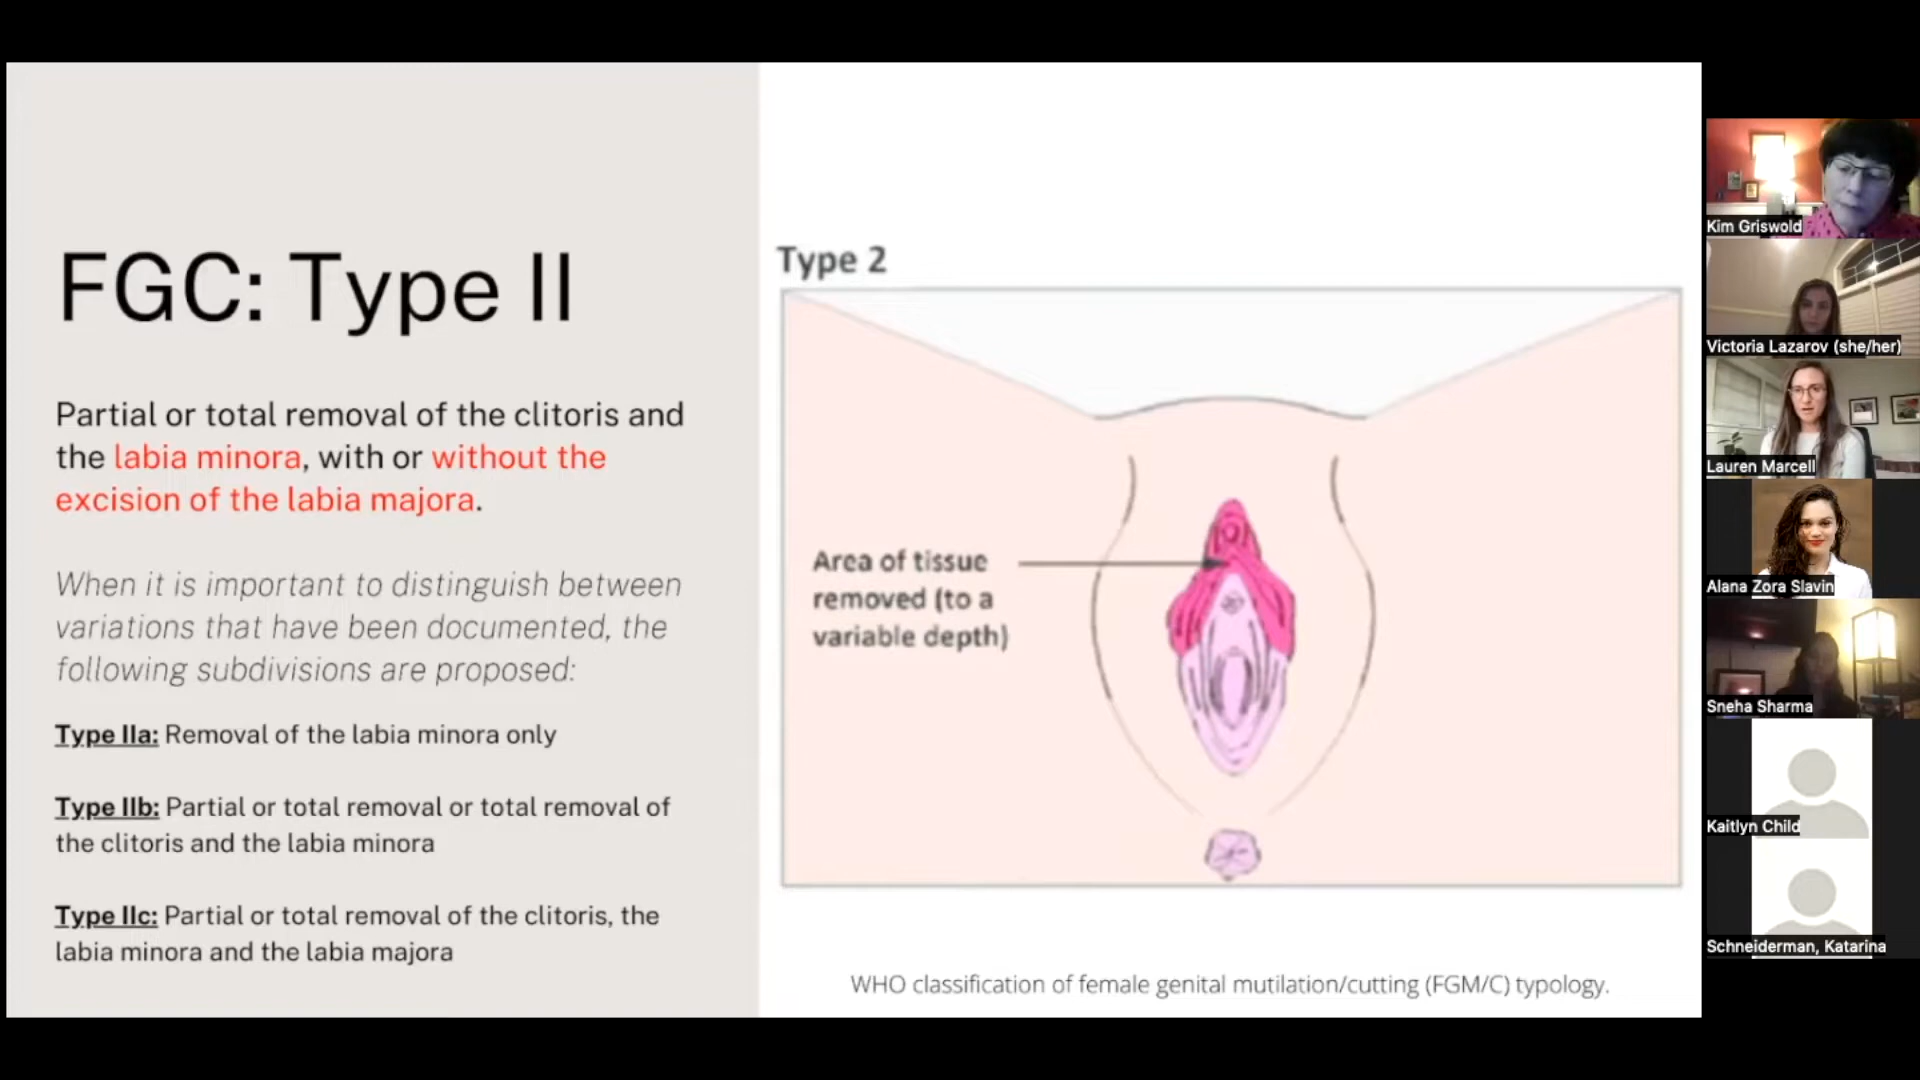 FGC: Type II
Partial or total removal of the clitoris and
the labia minora, with or without the
excision of the labia majora.
When it is important to distinguish between
variations that have been documented, the
following subdivisions are proposed:
Type IIa: Removal of the labia minora only
Type IIb: Partial or total removal or total removal of
the clitoris and the labia minora
Type IIc: Partial or total removal of the clitoris, the
labia minora and the labia majora
Type 2
Area of tissue
removed (to a
variable depth)
WHO classification of female genital mutilation/cutting (FGM/C) typology.
Kim Griswold
Victoria Lazarov (she/her)
Lauren Marcell
Alana Zora Slavin
Sneha Sharma
Kaitlyn Child
Schneiderman, Katarina